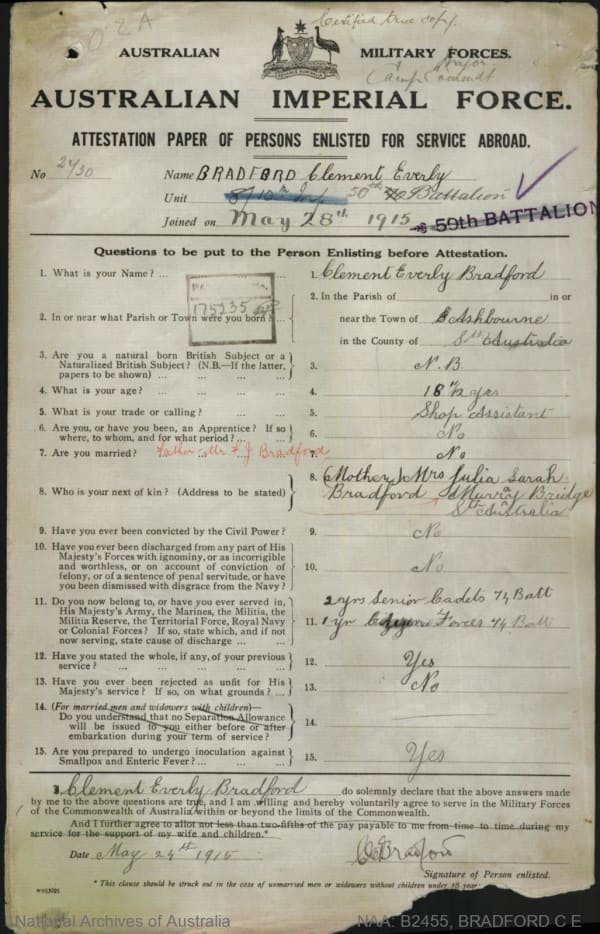 Certified true copy.
AUSTRALIAN MILITARY FORCES.
Major
Camp Commdt
AUSTRALIAN IMPERIAL FORCE.
ATTESTATION PAPER OF PERSONS ENLISTED FOR SERVICE ABROAD.
No 2430 Name BRADFORD Clement Everly
Unit 50th Battalion
Joined on May 28th 1915 50th BATTALION
Questions to be put to the Person Enlisting before Attestation.
1. What is your Name? ... 1. Clement Everly Bradford
175235
2. In or near what Parish or Town were you born? ... 2. In the Parish of in or
near the Town of Ashbourne
in the County of Sth Australia
3. Are you a natural born British Subject or a
Naturalized British Subject? (N.B.—If the latter,
papers to be shown) ... 3. N.B.
4. What is your age? ... 4. 18 1/2 yrs
5. What is your trade or calling? ... 5. Shop Assistant
6. Are you, or have you been, an Apprentice? If so
where, to whom, and for what period? ... 6. No
7. Are you married? Father Mr F J Bradford 7. No
8. Who is your next of kin? (Address to be stated) 8. Mother Mrs Julia Sarah
Bradford Murray Bridge
Sth Australia
9. Have you ever been convicted by the Civil Power? 9. No
10. Have you ever been discharged from any part of His
Majesty's Forces with ignominy, or as incorrigible
and worthless, or on account of conviction of
felony, or of a sentence of penal servitude, or have
you been dismissed with disgrace from the Navy? 10. No
11. Do you now belong to, or have you ever served in,
His Majesty's Army, the Marines, the Militia, the
Militia Reserve, the Territorial Force, Royal Navy
or Colonial Forces? If so, state which, and if not
now serving, state cause of discharge ... 11. 2 yrs Senior Cadets 74 Batt
1 yr Citizen Forces 74 Batt
12. Have you stated the whole, if any, of your previous
service? ... 12. Yes
13. Have you ever been rejected as unfit for His
Majesty's service? If so, on what grounds? ... 13. No
14. (For married men and widowers with children)—
Do you understand that no Separation Allowance
will be issued to you either before or after
embarkation during your term of service? 14.
15. Are you prepared to undergo inoculation against
Smallpox and Enteric Fever? ... 15. Yes
I, Clement Everly Bradford do solemnly declare that the above answers made
by me to the above questions are true, and I am willing and hereby voluntarily agree to serve in the Military Forces
of the Commonwealth of Australia within or beyond the limits of the Commonwealth.
And I further agree to allot not less than two-fifths of the pay payable to me from time to time during my
service for the support of my wife and children.*
Date May 24th 1915 C E Bradford
Signature of Person enlisted.
* This clause should be struck out in the case of unmarried men or widowers without children under 18 year
National Archives of Australia NAA: B2455, BRADFORD C E